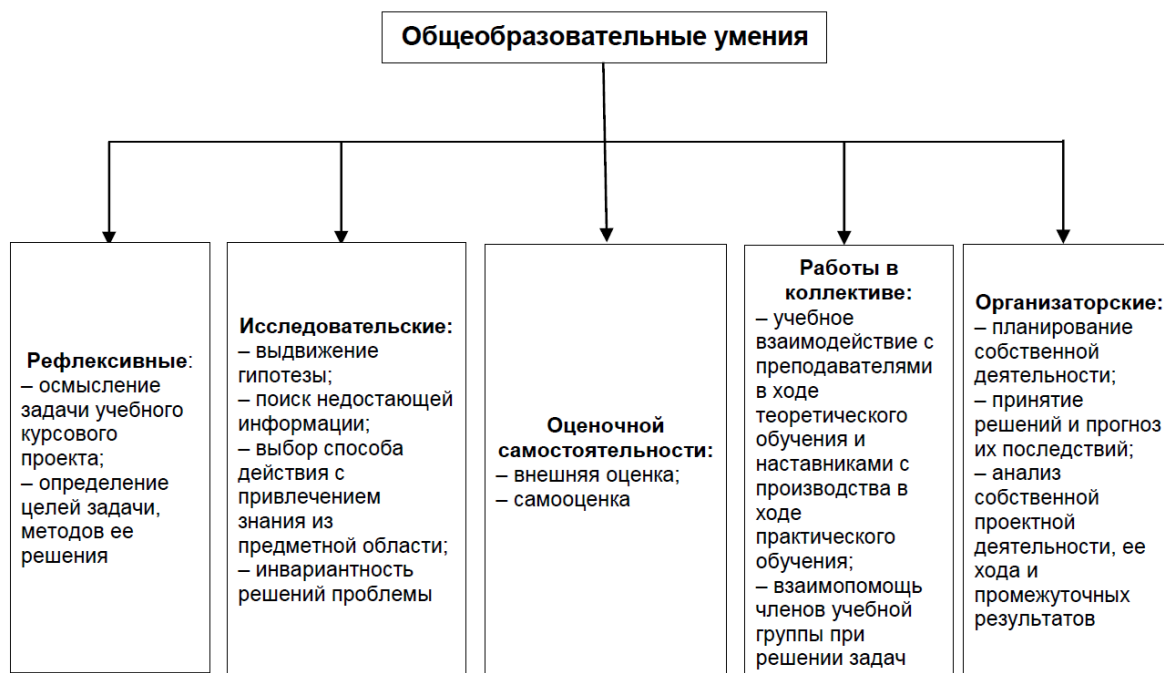 Общеобразовательные умения
Рефлексивные:
– осмысление
задачи учебного
курсового
проекта;
– определение
целей задачи,
методов ее
решения
Исследовательские:
– выдвижение
гипотезы;
– поиск недостающей
информации;
– выбор способа
действия с
привлечением
знания из
предметной области;
– инвариантность
решений проблемы
Оценочной
самостоятельности:
– внешняя оценка;
– самооценка
Работы в
коллективе:
– учебное
взаимодействие с
преподавателями
в ходе
теоретического
обучения и
наставниками с
производства в
ходе
практического
обучения;
– взаимопомощь
членов учебной
группы при
решении задач
Организаторские:
– планирование
собственной
деятельности;
– принятие
решений и прогноз
их последствий;
– анализ
собственной
проектной
деятельности, ее
хода и
промежуточных
результатов